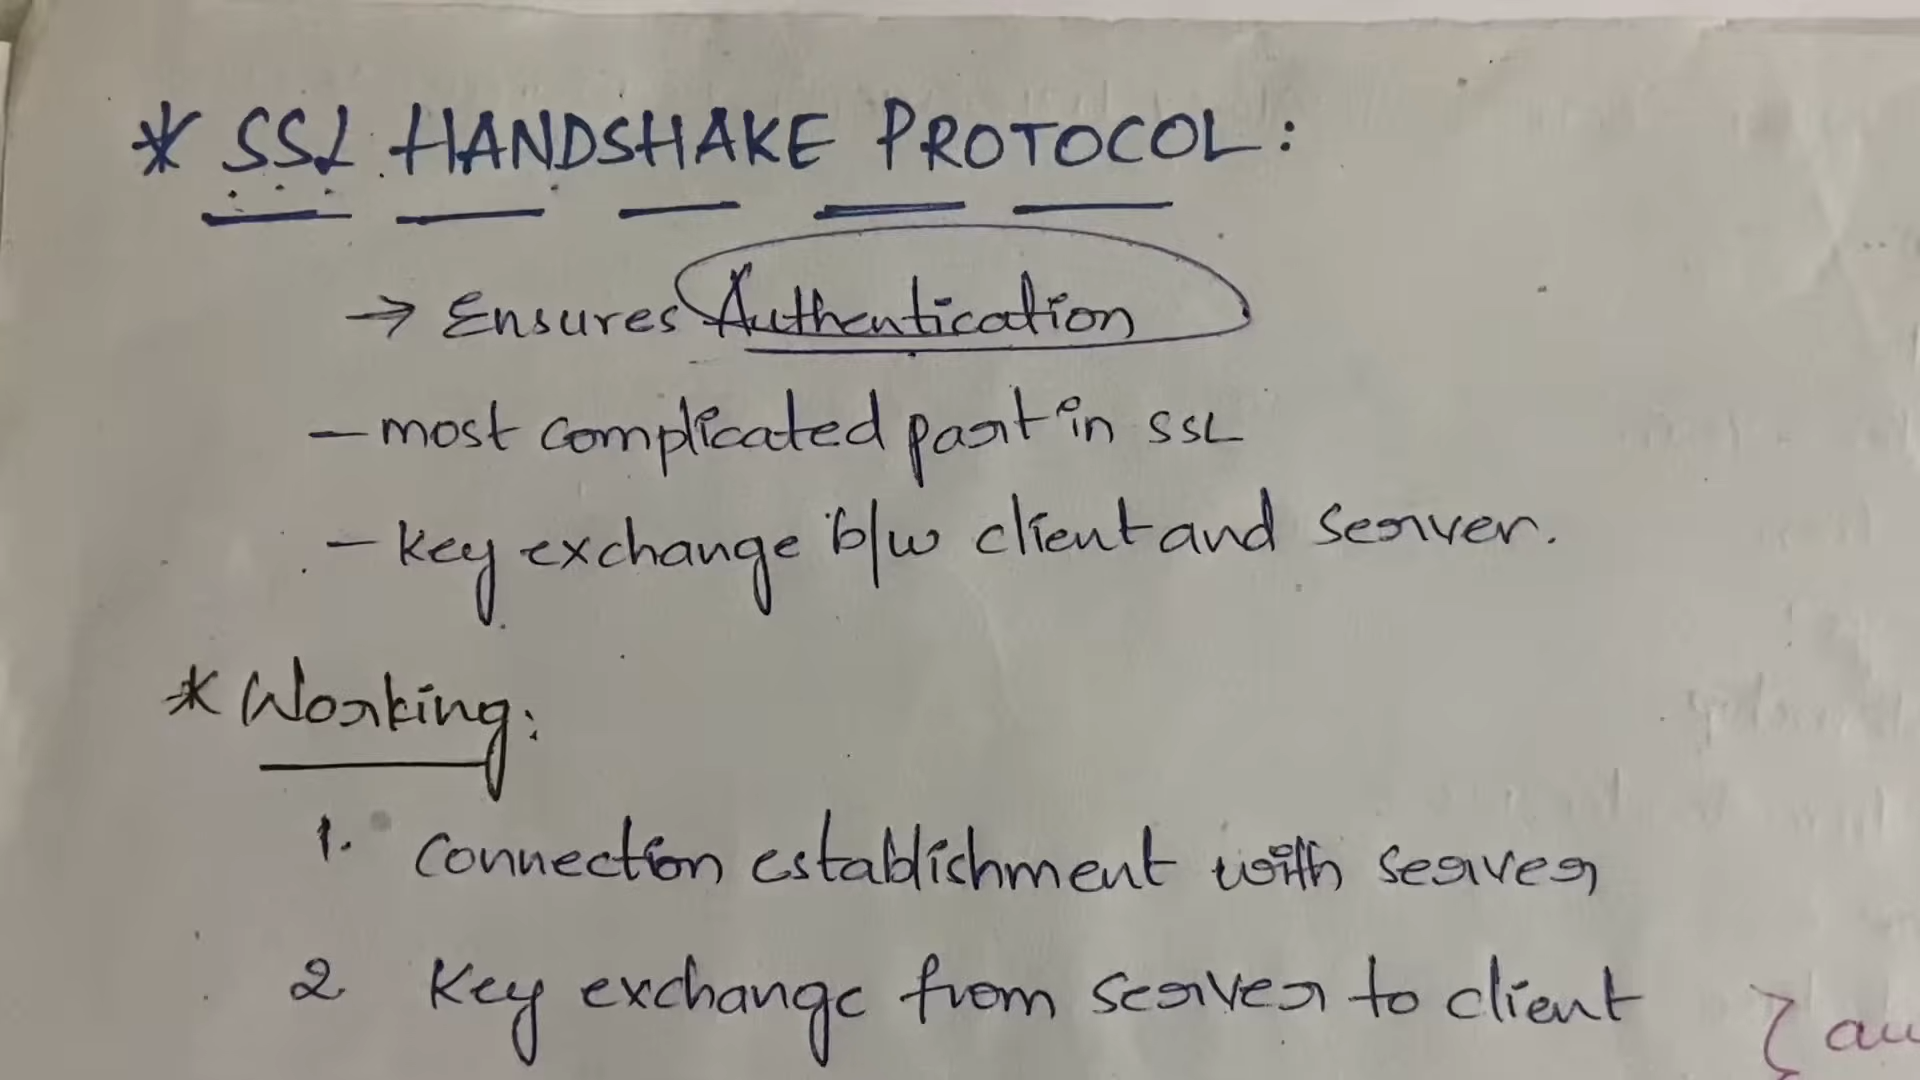 * SSL HANDSHAKE PROTOCOL:
→ Ensures Authentication
- most complicated part in SSL
- key exchange b/w client and server.
* Working:
1. Connection establishment with server
2 Key exchange from server to client